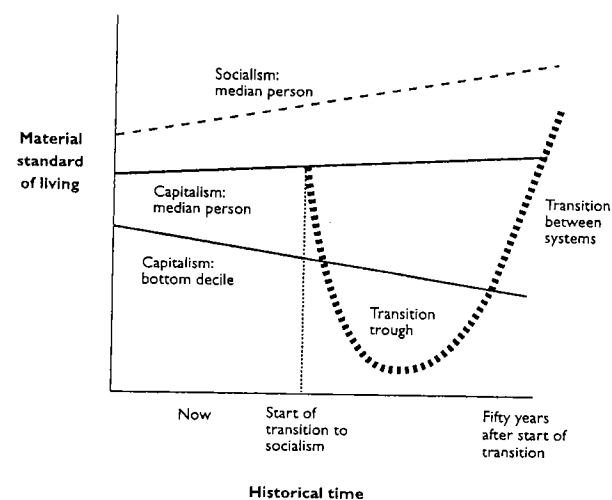 Socialism:
median person
Material
standard
of living
Capitalism:
median person
Transition
between
systems
Capitalism:
bottom decile
Transition
trough
Now
Start of
transition to
socialism
Fifty years
after start of
transition
Historical time